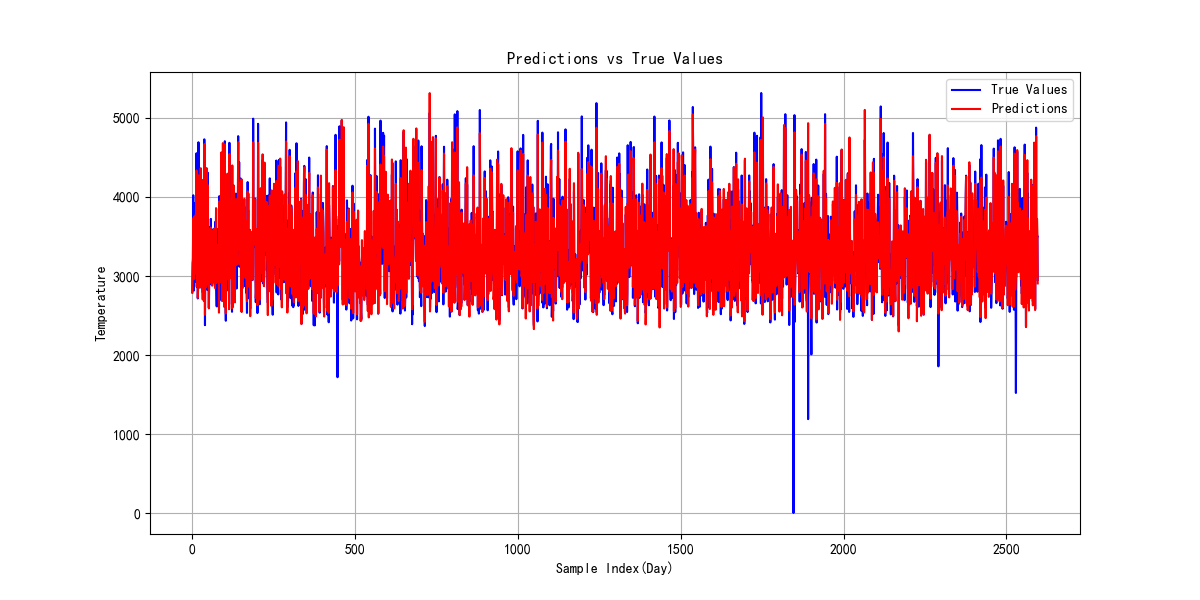 Predictions vs True Values
True Values
Predictions
5000
4000
3000
2000
1000
0
Temperature
0 500 1000 1500 2000 2500
Sample Index(Day)